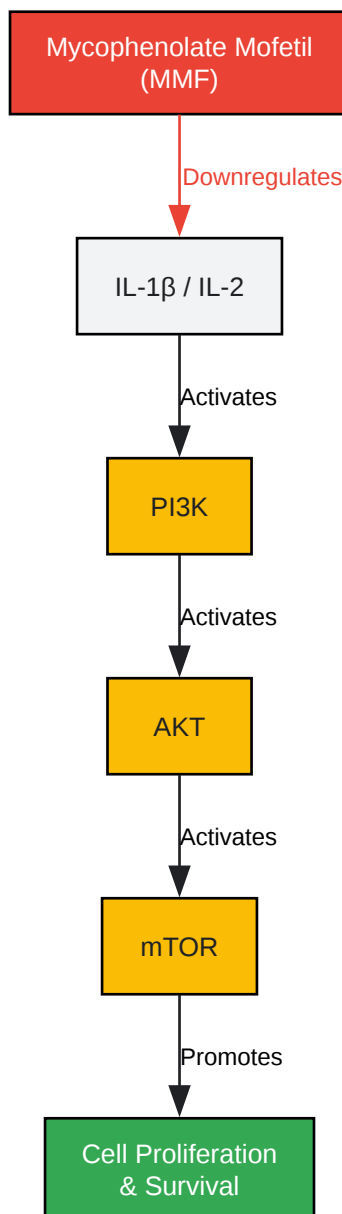 Mycophenolate Mofetil
(MMF)
Downregulates
IL-1β / IL-2
Activates
PI3K
Activates
AKT
Activates
mTOR
Promotes
Cell Proliferation
& Survival